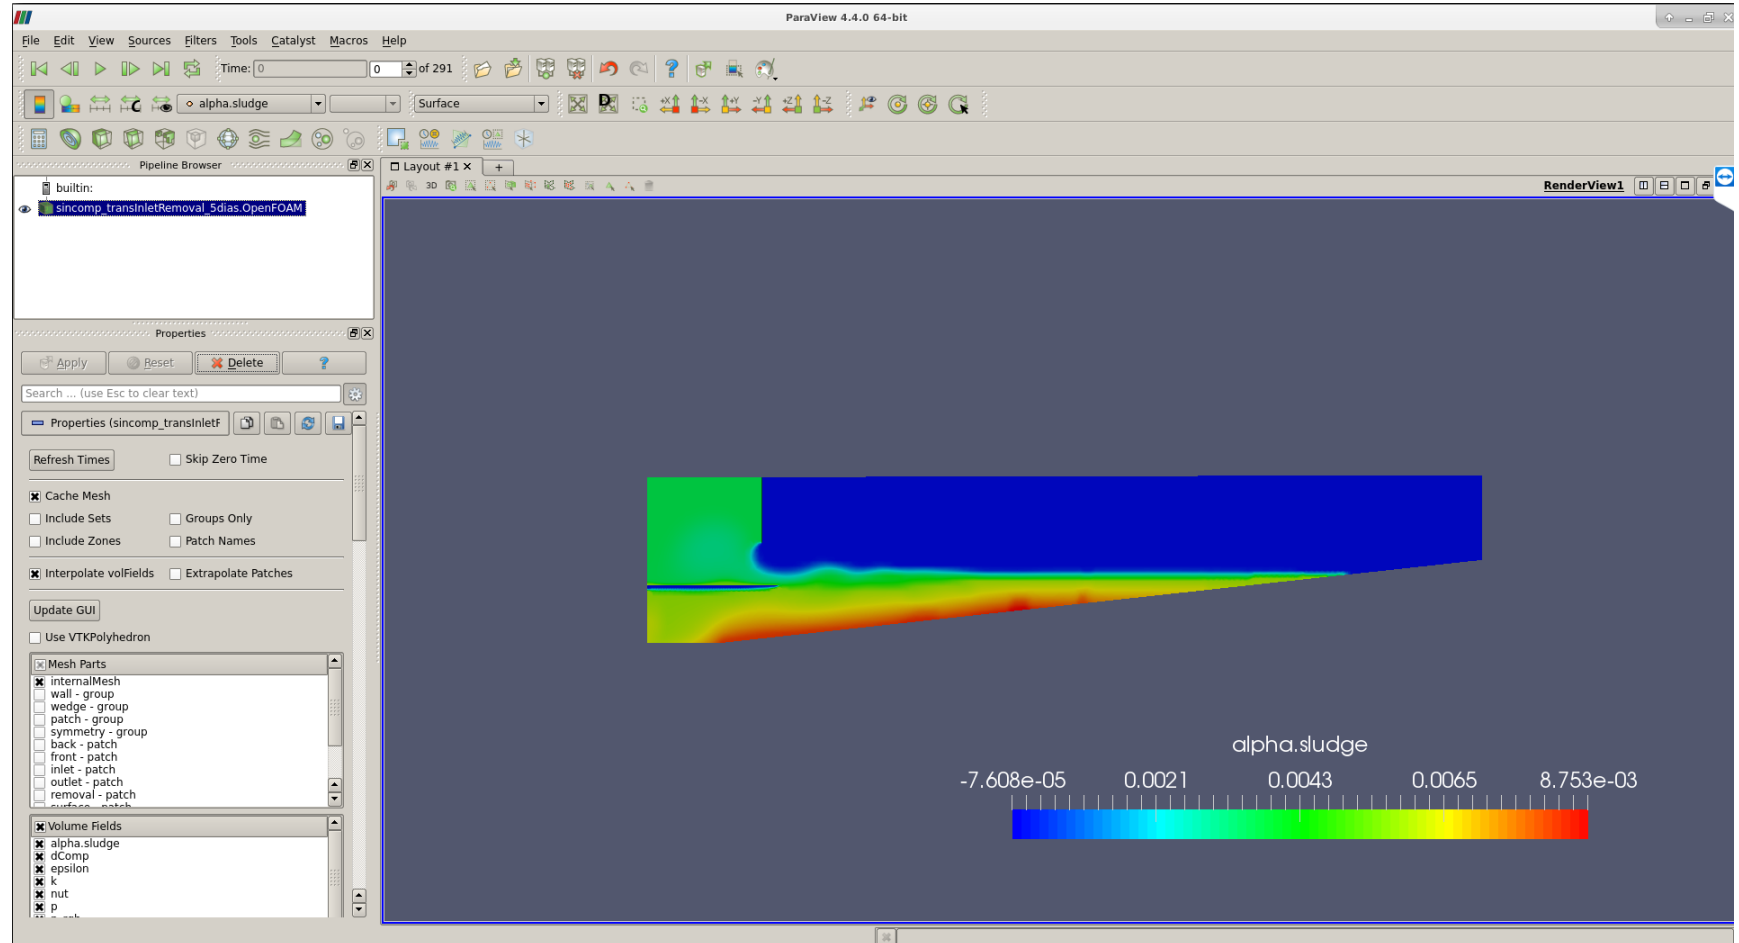 ParaView 4.4.0 64-bit
File Edit View Sources Filters Tools Catalyst Macros Help
Time: 0 0 of 291
alpha.sludge Surface
Pipeline Browser
Layout #1
builtin:
3D RenderView1
sincomp_transInletRemoval_5dias.OpenFOAM
Properties
Apply Reset Delete ?
Search ... (use Esc to clear text)
Properties (sincomp_transInletF
Refresh Times Skip Zero Time
Cache Mesh
Include Sets Groups Only
Include Zones Patch Names
Interpolate volFields Extrapolate Patches
Update GUI
Use VTKPolyhedron
Mesh Parts
internalMesh
wall - group
wedge - group
patch - group
symmetry - group
back - patch
front - patch
inlet - patch
outlet - patch
removal - patch
surface - patch
Volume Fields
alpha.sludge
dComp
epsilon
k
nut
p
p_rgh
alpha.sludge
-7.608e-05 0.0021 0.0043 0.0065 8.753e-03